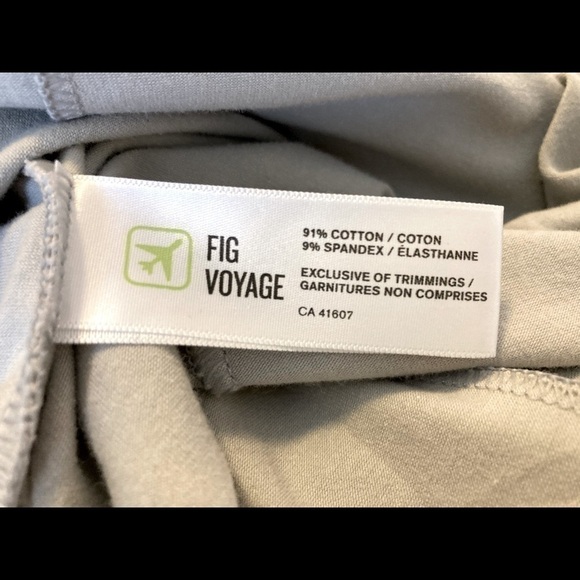 FIG
VOYAGE
91% COTTON / COTON
9% SPANDEX / ÉLASTHANNE
EXCLUSIVE OF TRIMMINGS /
GARNITURES NON COMPRISES
CA 41607